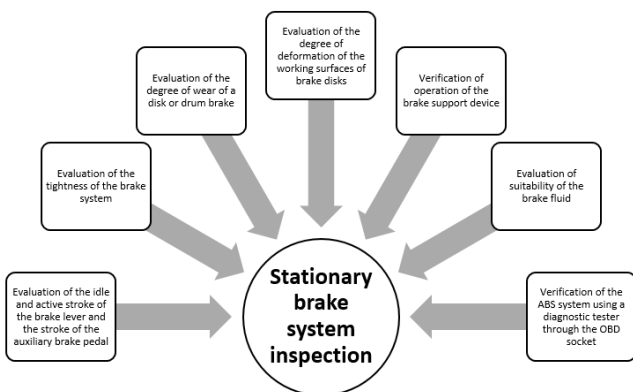 Evaluation of the
degree of
deformation of the
working surfaces of
brake disks
Evaluation of the
degree of wear of a
disk or drum brake
Verification of
operation of the
brake support device
Evaluation of the
tightness of the brake
system
Evaluation of
suitability of the
brake fluid
Evaluation of the idle
and active stroke of
the brake lever and
the stroke of the
auxiliary brake pedal
Stationary
brake
system
inspection
Verification of the
ABS system using a
diagnostic tester
through the OBD
socket